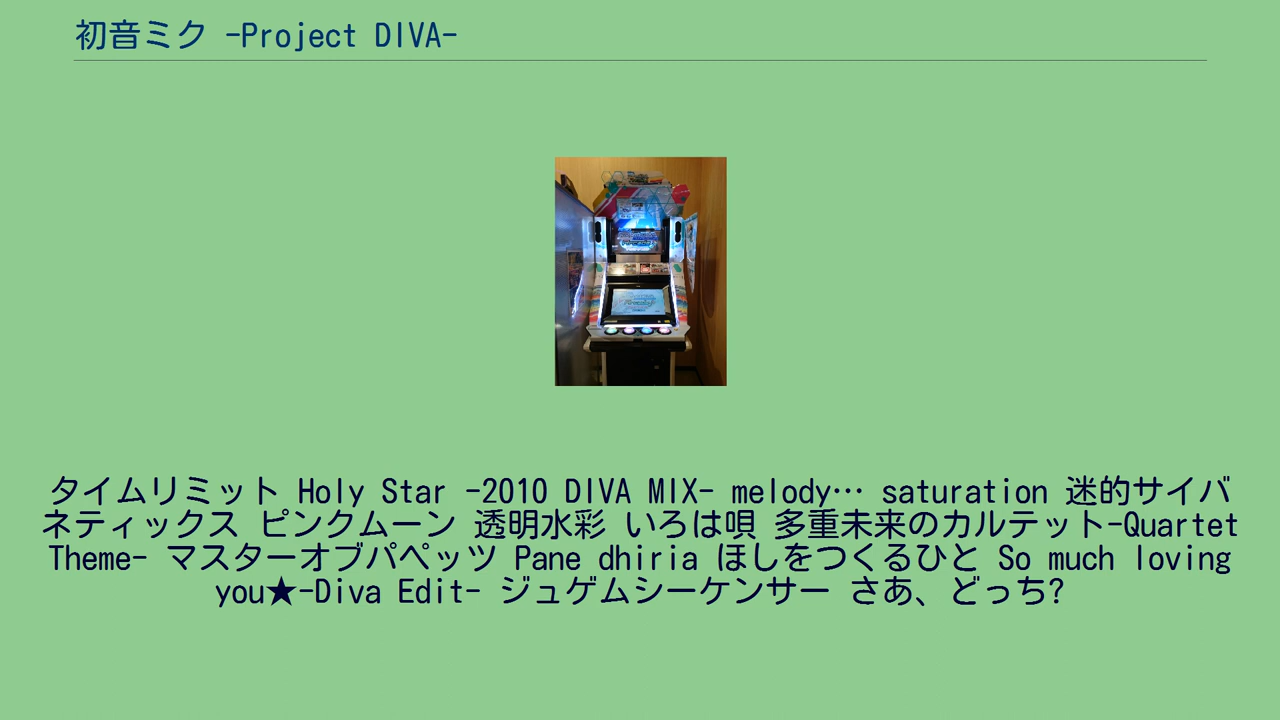 初音ミク -Project DIVA-
タイムリミット Holy Star -2010 DIVA MIX- melody… saturation 迷的サイバ
ネティックス ピンクムーン 透明水彩 いろは唄 多重未来のカルテット-Quartet
Theme- マスターオブパペッツ Pane dhiria ほしをつくるひと So much loving
you★-Diva Edit- ジュゲムシーケンサー さあ、どっち?